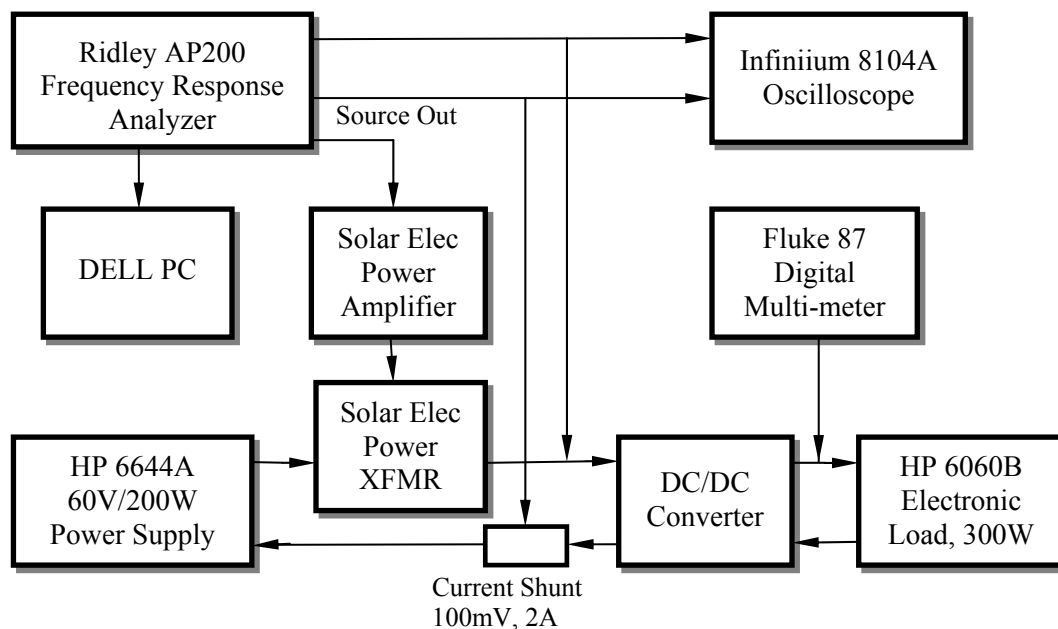 Ridley AP200
Frequency Response
Analyzer
Infiniium 8104A
Oscilloscope
Source Out
DELL PC
Solar Elec
Power
Amplifier
Fluke 87
Digital
Multi-meter
HP 6644A
60V/200W
Power Supply
Solar Elec
Power
XFMR
DC/DC
Converter
HP 6060B
Electronic
Load, 300W
Current Shunt
100mV, 2A